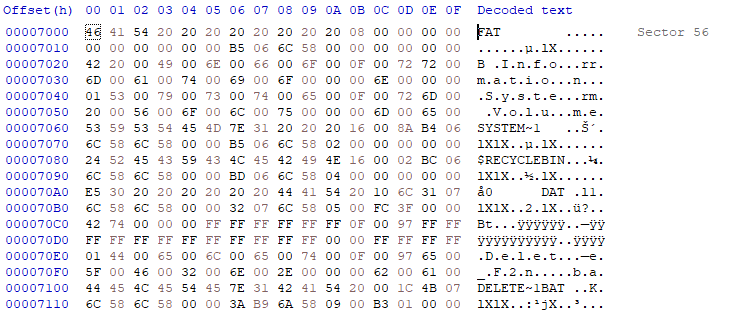 Offset(h) 00 01 02 03 04 05 06 07 08 09 0A 0B 0C 0D 0E 0F Decoded text
00007000 46 41 54 20 20 20 20 20 20 20 20 08 00 00 00 00 FAT        ..... Sector 56
00007010 00 00 00 00 00 00 B5 06 6C 58 00 00 00 00 00 00 ......µ.lX......
00007020 42 20 00 49 00 6E 00 66 00 6F 00 0F 00 72 72 00 B .I.n.f.o...rr.
00007030 6D 00 61 00 74 00 69 00 6F 00 00 00 6E 00 00 00 m.a.t.i.o...n...
00007040 01 53 00 79 00 73 00 74 00 65 00 0F 00 72 6D 00 .S.y.s.t.e...rm.
00007050 20 00 56 00 6F 00 6C 00 75 00 00 00 6D 00 65 00  .V.o.l.u...m.e.
00007060 53 59 53 54 45 4D 7E 31 20 20 20 16 00 8A B4 06 SYSTEM~1   ..Š´.
00007070 6C 58 6C 58 00 00 B5 06 6C 58 02 00 00 00 00 00 lXlX..µ.lX......
00007080 24 52 45 43 59 43 4C 45 42 49 4E 16 00 02 BC 06 $RECYCLEBIN...¼.
00007090 6C 58 6C 58 00 00 BD 06 6C 58 04 00 00 00 00 00 lXlX..½.lX......
000070A0 E5 30 20 20 20 20 20 20 44 41 54 20 10 6C 31 07 å0      DAT .l1.
000070B0 6C 58 6C 58 00 00 32 07 6C 58 05 00 FC 3F 00 00 lXlX..2.lX..ü?..
000070C0 42 74 00 00 00 FF FF FF FF FF FF 0F 00 97 FF FF Bt...ÿÿÿÿÿÿ..—ÿÿ
000070D0 FF FF FF FF FF FF FF FF FF FF 00 00 FF FF FF FF ÿÿÿÿÿÿÿÿÿÿ..ÿÿÿÿ
000070E0 01 44 00 65 00 6C 00 65 00 74 00 0F 00 97 65 00 .D.e.l.e.t...—e.
000070F0 5F 00 46 00 32 00 6E 00 2E 00 00 00 62 00 61 00 _.F.2.n.....b.a.
00007100 44 45 4C 45 54 45 7E 31 42 41 54 20 00 1C 4B 07 DELETE~1BAT ..K.
00007110 6C 58 6C 58 00 00 3A B9 6A 58 09 00 B3 01 00 00 lXlX..:¹jX..³...